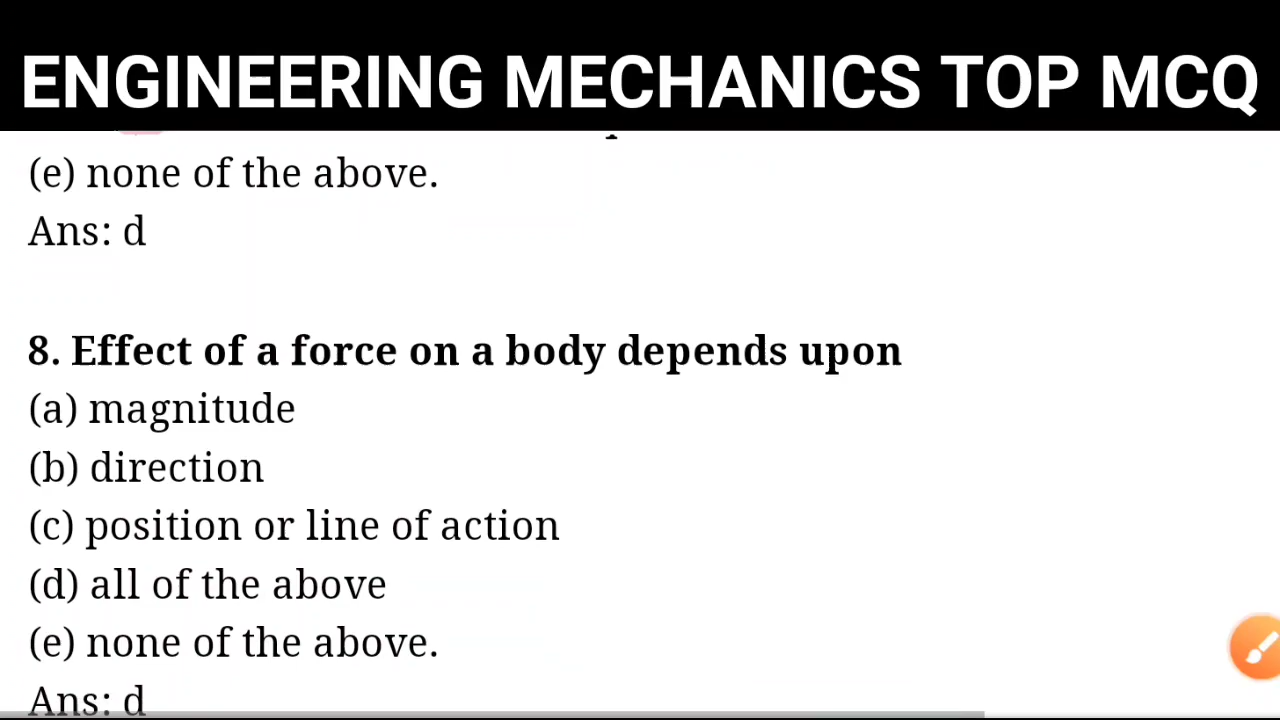 ENGINEERING MECHANICS TOP MCQ
(e) none of the above.
Ans: d
8. Effect of a force on a body depends upon
(a) magnitude
(b) direction
(c) position or line of action
(d) all of the above
(e) none of the above.
Ans: d